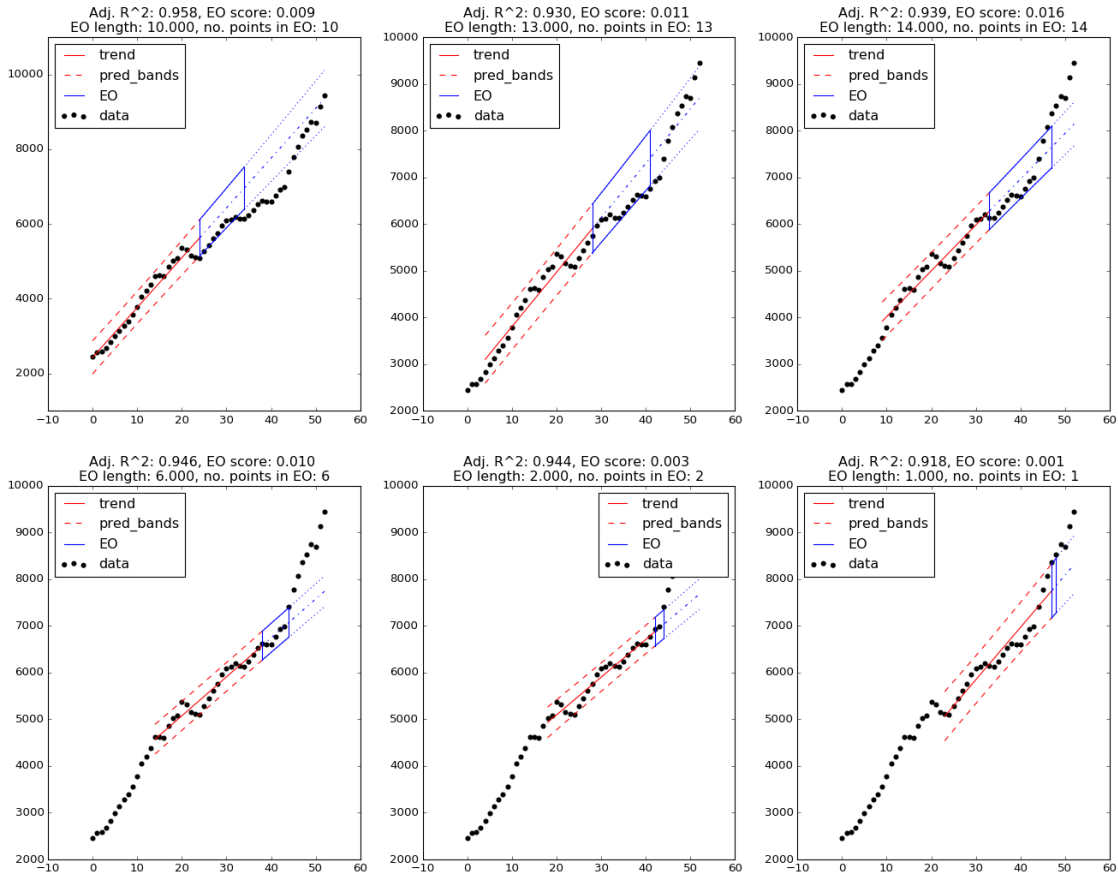 Adj. R^2: 0.958, EO score: 0.009
EO length: 10.000, no. points in EO: 10
trend
pred_bands
EO
data
10000
8000
6000
4000
2000
−10 0 10 20 30 40 50 60
Adj. R^2: 0.930, EO score: 0.011
EO length: 13.000, no. points in EO: 13
trend
pred_bands
EO
data
10000
9000
8000
7000
6000
5000
4000
3000
2000
−10 0 10 20 30 40 50 60
Adj. R^2: 0.939, EO score: 0.016
EO length: 14.000, no. points in EO: 14
trend
pred_bands
EO
data
10000
9000
8000
7000
6000
5000
4000
3000
2000
−10 0 10 20 30 40 50 60
Adj. R^2: 0.946, EO score: 0.010
EO length: 6.000, no. points in EO: 6
trend
pred_bands
EO
data
10000
9000
8000
7000
6000
5000
4000
3000
2000
−10 0 10 20 30 40 50 60
Adj. R^2: 0.944, EO score: 0.003
EO length: 2.000, no. points in EO: 2
trend
pred_bands
EO
data
10000
9000
8000
7000
6000
5000
4000
3000
2000
−10 0 10 20 30 40 50 60
Adj. R^2: 0.918, EO score: 0.001
EO length: 1.000, no. points in EO: 1
trend
pred_bands
EO
data
10000
9000
8000
7000
6000
5000
4000
3000
2000
−10 0 10 20 30 40 50 60